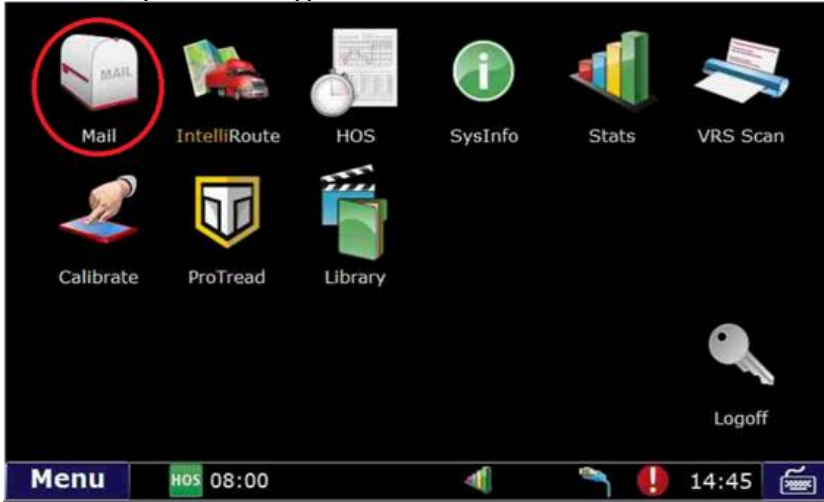 MAIL
Mail IntelliRoute HOS SysInfo Stats VRS Scan
Calibrate ProTread Library
Logoff
Menu HOS 08:00 14:45